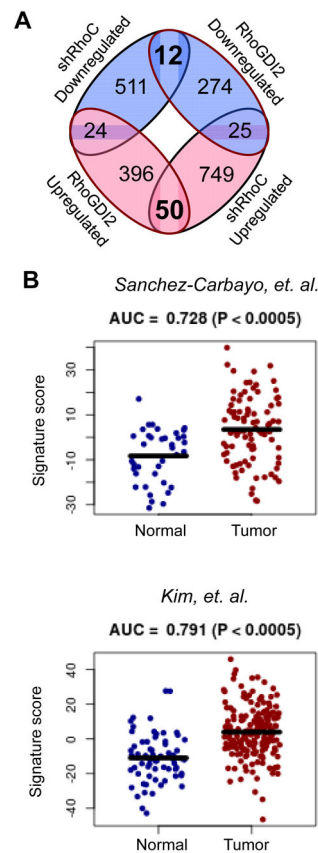 A
shRhoC
Downregulated
RhoGDI2
Downregulated
12
511
274
24
25
396
749
50
RhoGDI2
Upregulated
shRhoC
Upregulated
B
Sanchez-Carbayo, et. al.
AUC = 0.728 (P < 0.0005)
Signature score
30
10
-10
-30
Normal
Tumor
Kim, et. al.
AUC = 0.791 (P < 0.0005)
Signature score
40
20
0
-20
-40
Normal
Tumor